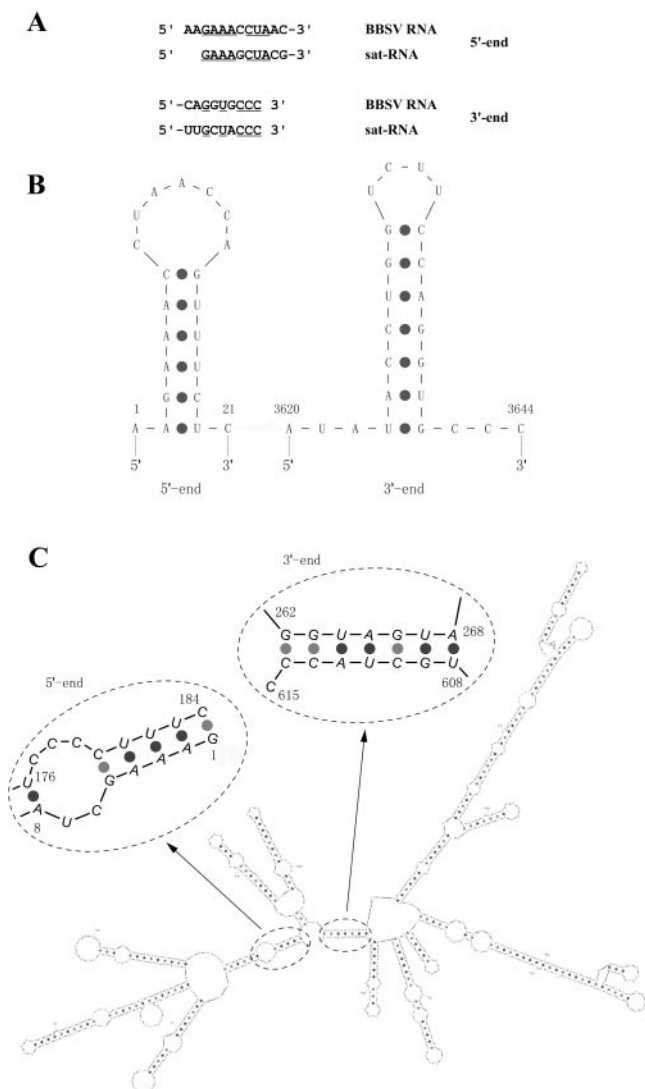 A
5' AAGAAACCUAAC-3' BBSV RNA
5' GAAAGCUACG-3' sat-RNA
5'-end
5'-CAGGUGCCC 3' BBSV RNA
5'-UUGCUACCC 3' sat-RNA
3'-end
B
A A C
U C
C A
C G
A U
A U
A U
G C
1 21
A-A U C
5' 3'
5'-end
C-U
U U
G C
G C
U A
C G
C G
A U
3620 3644
A-U-A-U G-C-C-C
5' 3'
3'-end
C
3'-end
262
G-G-U-A-G-U-A
268
C-C-A-U-C-G-U
C
615
608
5'-end
184
C C C C U U U C
U
176
G A A A G
1
A U C
8